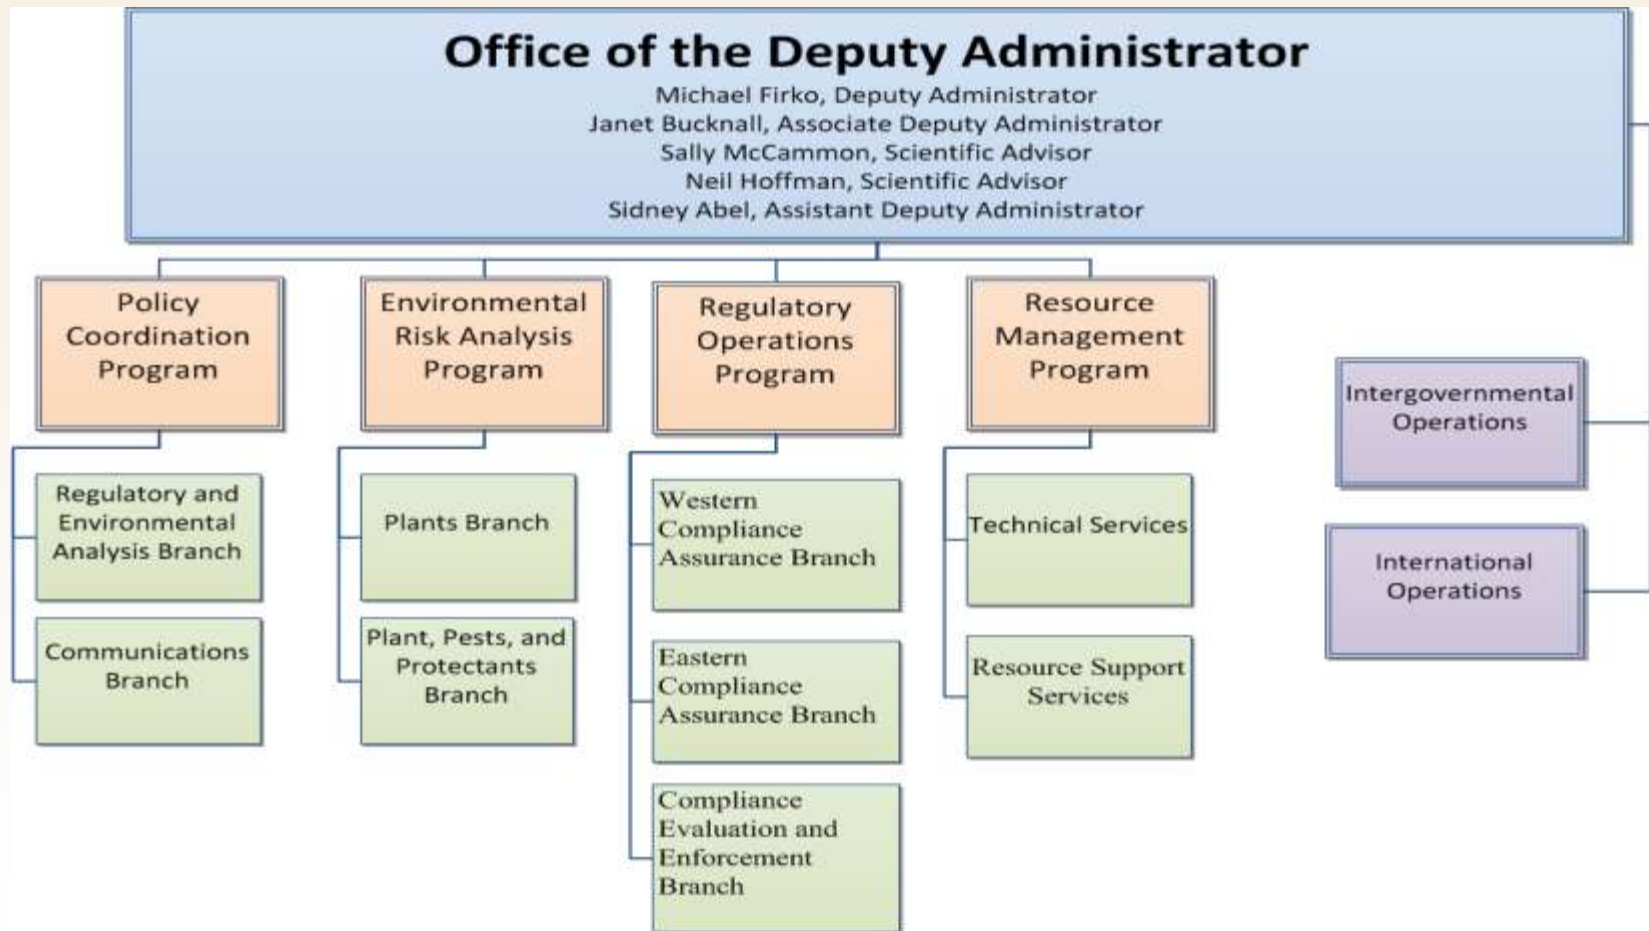 Office of the Deputy Administrator
Michael Firko, Deputy Administrator
Janet Bucknall, Associate Deputy Administrator
Sally McCammon, Scientific Advisor
Neil Hoffman, Scientific Advisor
Sidney Abel, Assistant Deputy Administrator
Policy
Coordination
Program
Environmental
Risk Analysis
Program
Regulatory
Operations
Program
Resource
Management
Program
Intergovernmental
Operations
International
Operations
Regulatory and
Environmental
Analysis Branch
Communications
Branch
Plants Branch
Plant, Pests, and
Protectants
Branch
Western
Compliance
Assurance Branch
Eastern
Compliance
Assurance Branch
Compliance
Evaluation and
Enforcement
Branch
Technical Services
Resource Support
Services